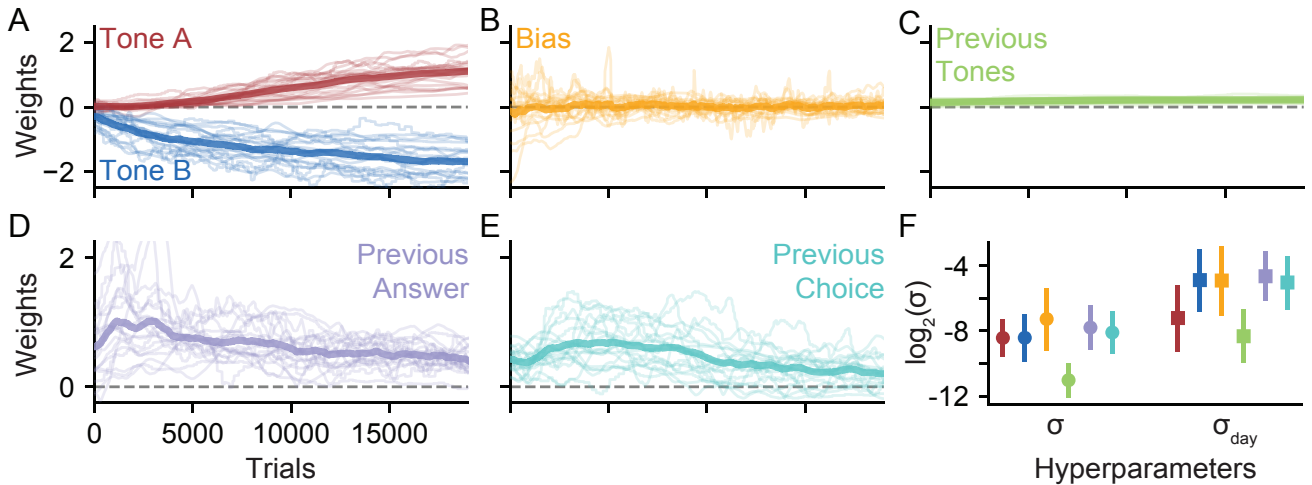 A
Tone A
2
0
−2
Weights
Tone B
B
Bias
C
Previous
Tones
D
2
0
Weights
Previous
Answer
0
5000
10000
15000
Trials
E
Previous
Choice
F
-4
-8
-12
log₂(σ)
σ
σ_day
Hyperparameters